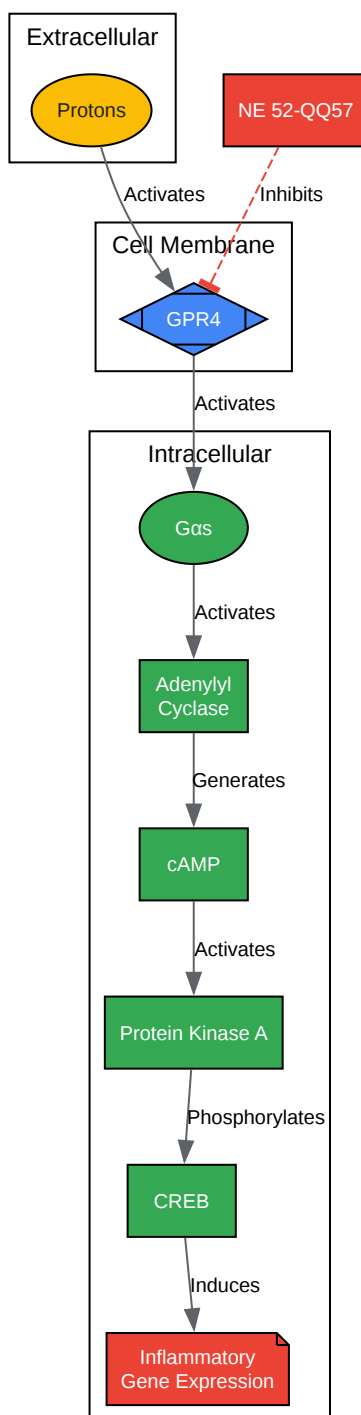 Extracellular
Protons
NE 52-QQ57
Activates
Inhibits
Cell Membrane
GPR4
Activates
Intracellular
Gαs
Activates
Adenylyl
Cyclase
Generates
cAMP
Activates
Protein Kinase A
Phosphorylates
CREB
Induces
Inflammatory
Gene Expression